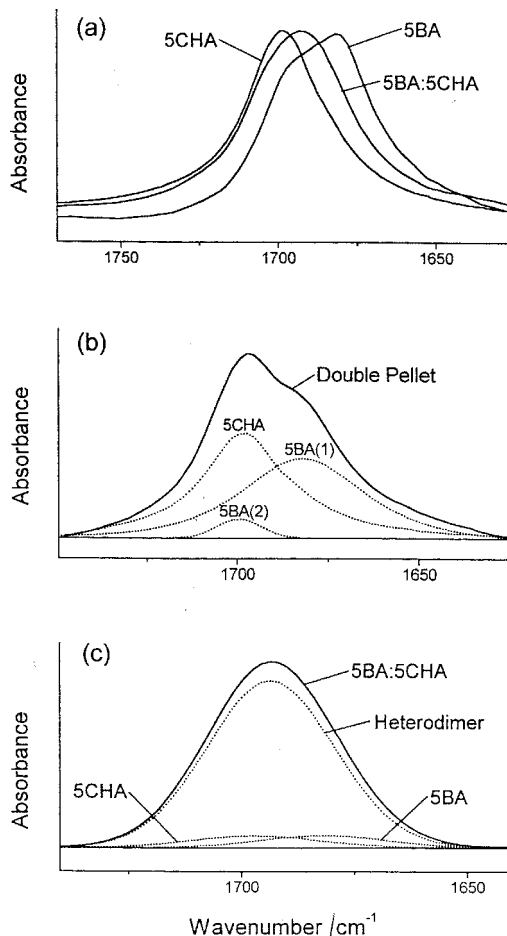 (a)
5CHA
5BA
5BA:5CHA
Absorbance
1750
1700
1650
(b)
Double Pellet
5CHA
5BA(1)
5BA(2)
Absorbance
1700
1650
(c)
5BA:5CHA
Heterodimer
5CHA
5BA
Absorbance
1700
1650
Wavenumber /cm⁻¹